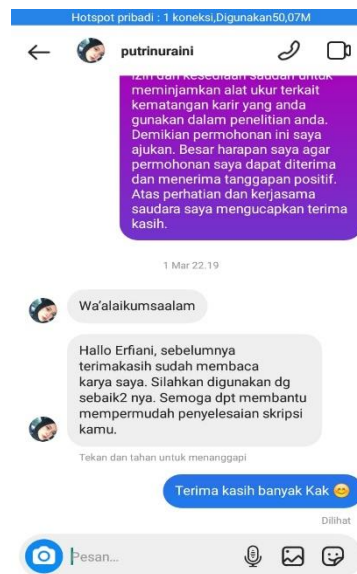 Hotspot pribadi : 1 koneksi,Digunakan50,07M
putrinuraini
izin dan kesediaan saudah untuk
meminjamkan alat ukur terkait
kematangan karir yang anda
gunakan dalam penelitian anda.
Demikian permohonan ini saya
ajukan. Besar harapan saya agar
permohonan saya dapat diterima
dan menerima tanggapan positif.
Atas perhatian dan kerjasama
saudara saya mengucapkan terima
kasih.
1 Mar 22.19
Wa'alaikumsaalam
Hallo Erfiani, sebelumnya
terimakasih sudah membaca
karya saya. Silahkan digunakan dg
sebaik2 nya. Semoga dpt membantu
mempermudah penyelesaian skripsi
kamu.
Tekan dan tahan untuk menanggapi
Terima kasih banyak Kak 😊
Dilihat
Pesan...